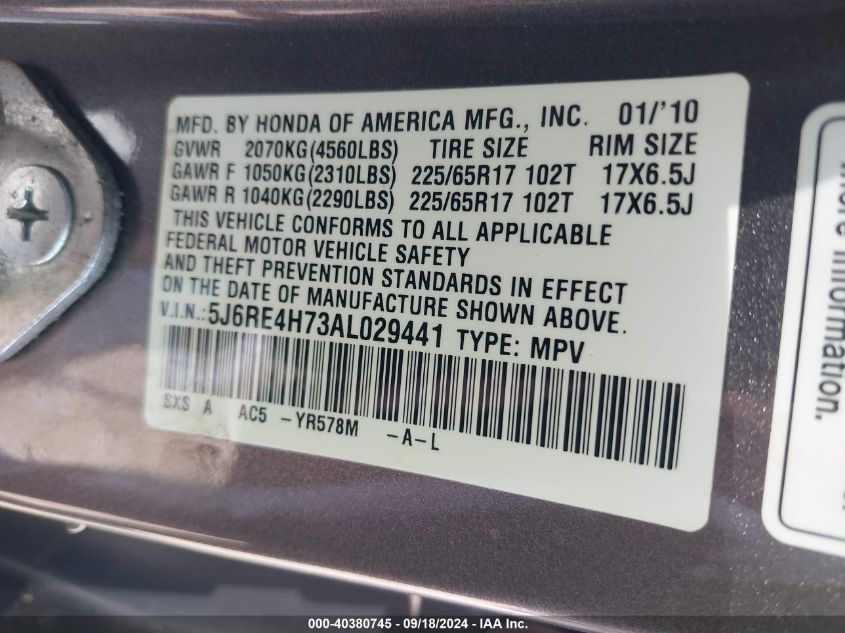 MFD. BY HONDA OF AMERICA MFG., INC. 01/'10
GVWR 2070KG(4560LBS) TIRE SIZE RIM SIZE
GAWR F 1050KG(2310LBS) 225/65R17 102T 17X6.5J
GAWR R 1040KG(2290LBS) 225/65R17 102T 17X6.5J
THIS VEHICLE CONFORMS TO ALL APPLICABLE
FEDERAL MOTOR VEHICLE SAFETY
AND THEFT PREVENTION STANDARDS IN EFFECT
ON THE DATE OF MANUFACTURE SHOWN ABOVE.
V.I.N.: 5J6RE4H73AL029441 TYPE: MPV
SXS A AC5 -YR578M -A-L
more information.
000-40380745 - 09/18/2024 - IAA Inc.